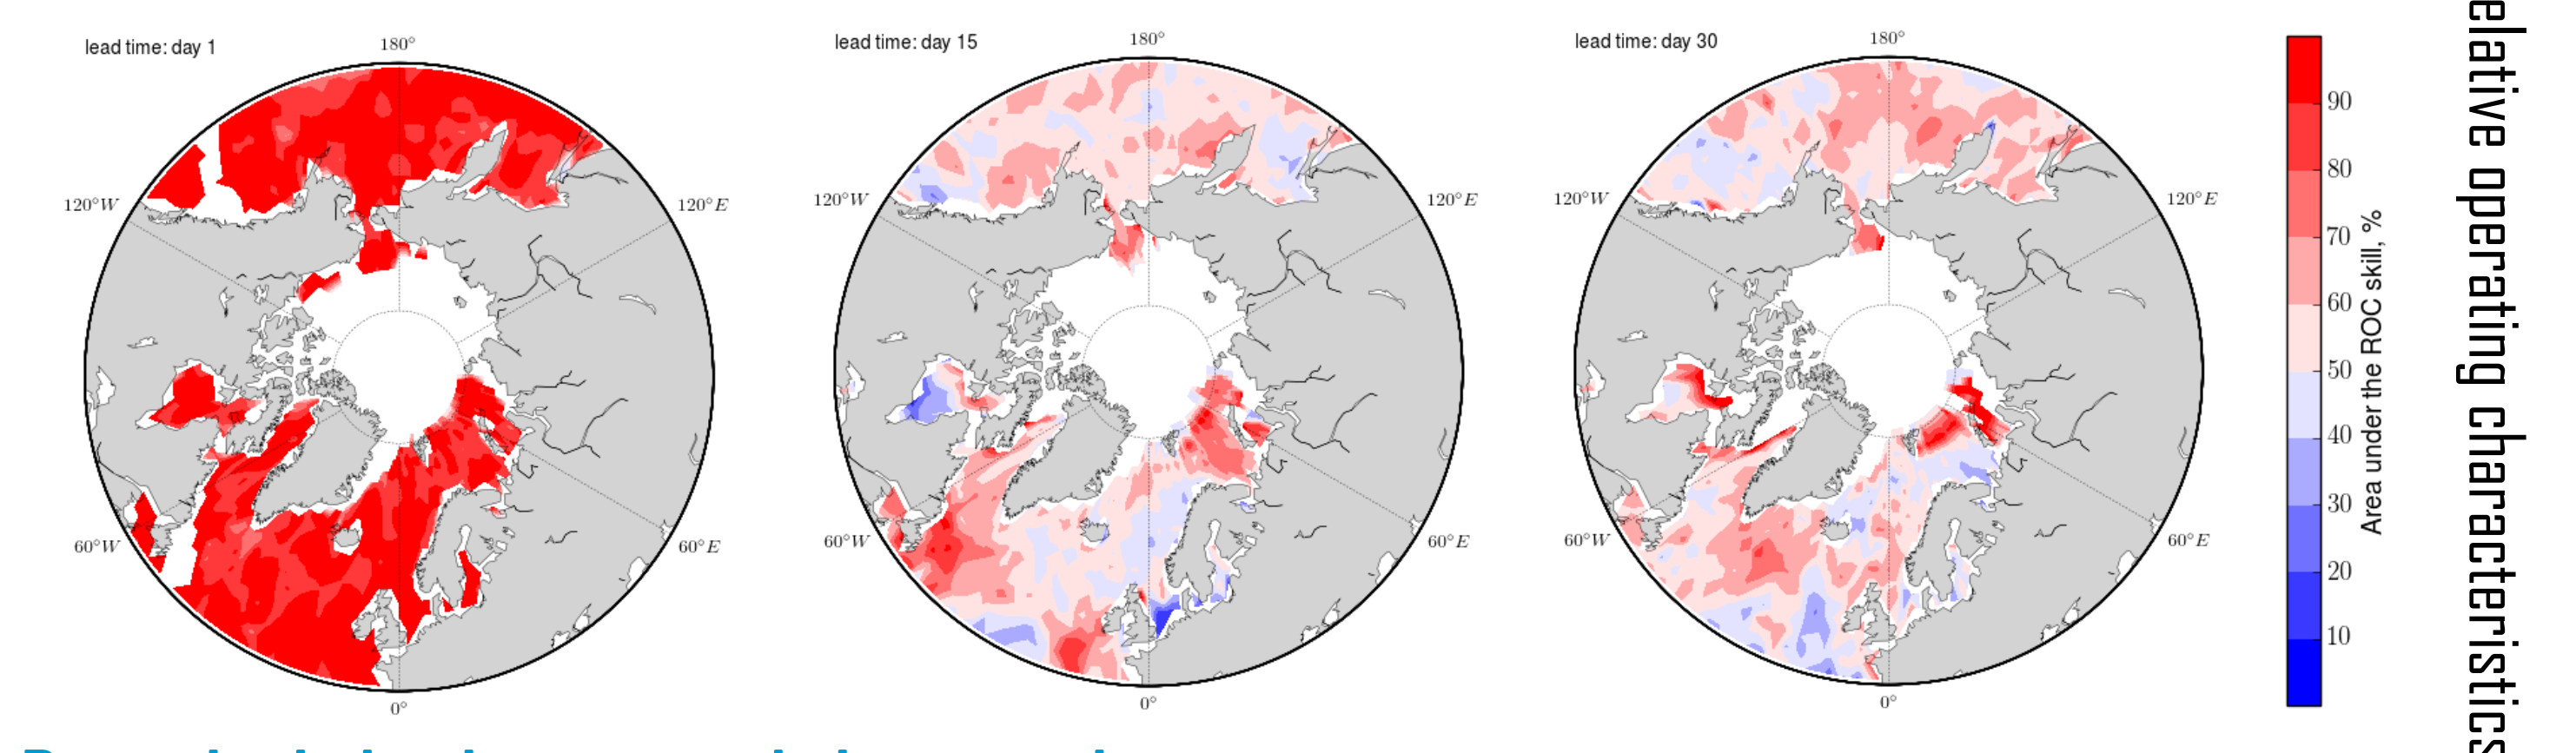 lead time: day 1
180°
120°W
120°E
60°W
60°E
0°
lead time: day 15
180°
120°W
120°E
60°W
60°E
0°
lead time: day 30
180°
120°W
120°E
60°W
60°E
0°
90
80
70
60
50
40
30
20
10
Area under the ROC skill, %
elative operating characteristics